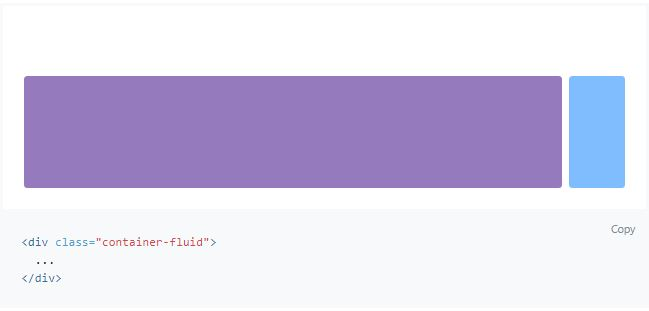 Copy
<div class="container-fluid">
  ...
</div>